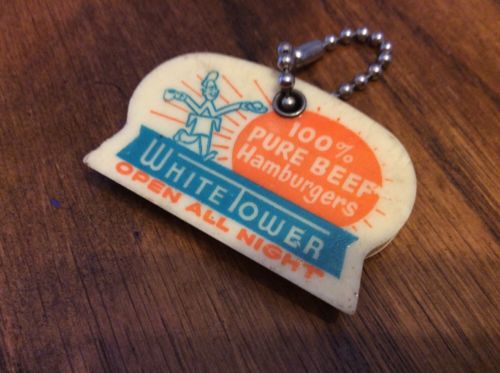 100%
PURE BEEF
Hamburgers
WHITE TOWER
OPEN ALL NIGHT